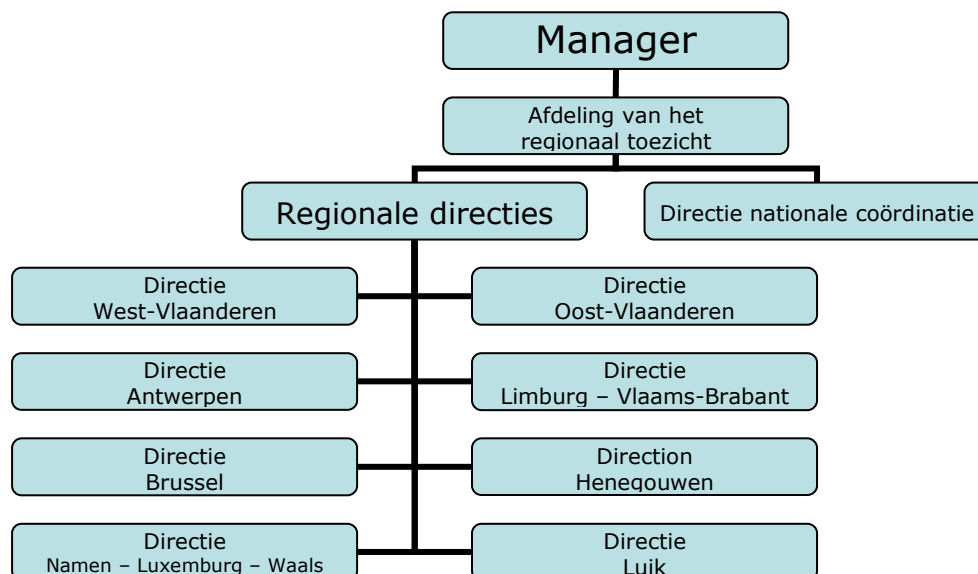 Manager
Afdeling van het
regionaal toezicht
Regionale directies
Directie nationale coördinatie
Directie
West-Vlaanderen
Directie
Oost-Vlaanderen
Directie
Antwerpen
Directie
Limburg – Vlaams-Brabant
Directie
Brussel
Direction
Henegouwen
Directie
Namen – Luxemburg – Waals
Directie
Luik